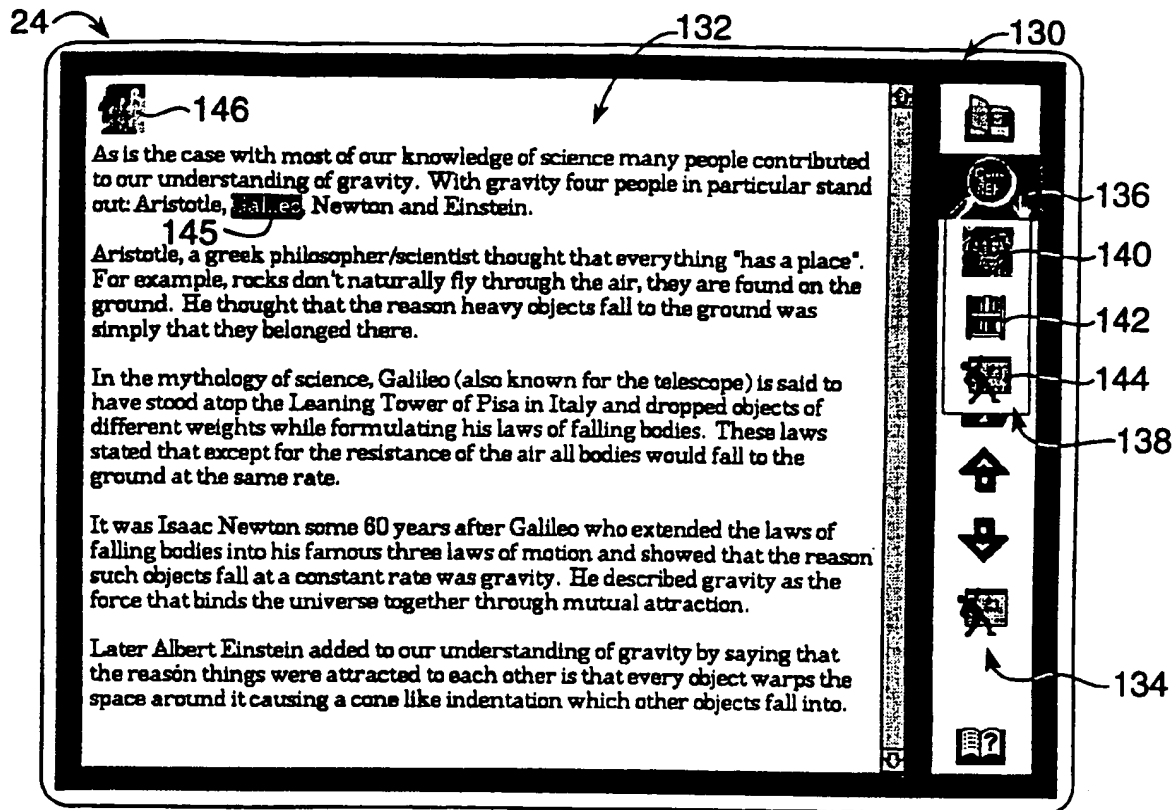 24
132
130
146
As is the case with most of our knowledge of science many people contributed
to our understanding of gravity. With gravity four people in particular stand
out: Aristotle, Galileo, Newton and Einstein.
145
136
140
142
144
138
134
Aristotle, a greek philosopher/scientist thought that everything "has a place".
For example, rocks don't naturally fly through the air, they are found on the
ground. He thought that the reason heavy objects fall to the ground was
simply that they belonged there.
In the mythology of science, Galileo (also known for the telescope) is said to
have stood atop the Leaning Tower of Pisa in Italy and dropped objects of
different weights while formulating his laws of falling bodies. These laws
stated that except for the resistance of the air all bodies would fall to the
ground at the same rate.
It was Isaac Newton some 60 years after Galileo who extended the laws of
falling bodies into his famous three laws of motion and showed that the reason
such objects fall at a constant rate was gravity. He described gravity as the
force that binds the universe together through mutual attraction.
Later Albert Einstein added to our understanding of gravity by saying that
the reason things were attracted to each other is that every object warps the
space around it causing a cone like indentation which other objects fall into.
?